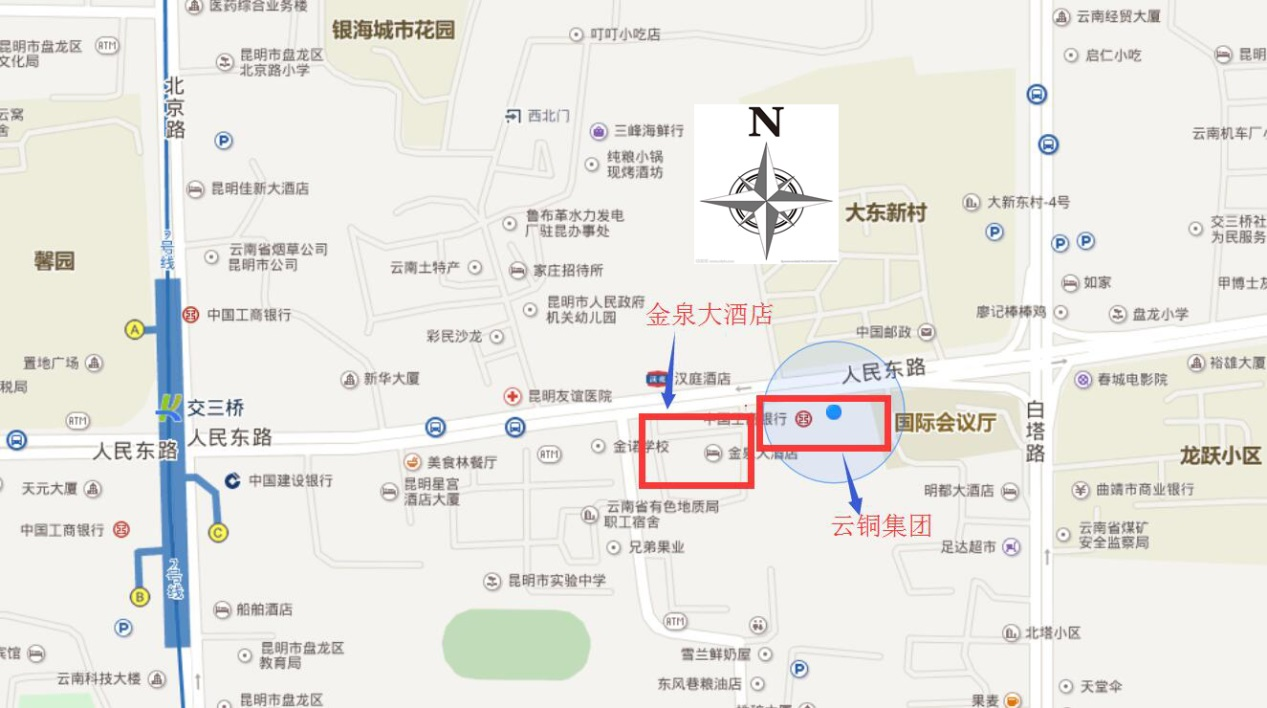 医药综合业务楼
银海城市花园
云南经贸大厦
叮叮小吃店
昆明市盘龙区
文化局
ATM
昆明市盘龙区
北京路小学
启仁小吃
昆明
北京路
N
西北门
三峰海鲜行
云南机车厂
P
纯粮小锅
现烤酒坊
昆明佳新大酒店
大新东村-4号
大东新村
鲁布革水力发电
厂驻昆办事处
交三桥社
为民服务
P
P
P
2号线
云南省烟草公司
昆明市公司
馨园
云南土特产
家庄招待所
如家
甲博士友
昆明市人民政府
机关幼儿园
金泉大酒店
廖记棒棒鸡
盘龙小学
中国工商银行
A
彩民沙龙
中国邮政
置地广场
税局
新华大厦
汉庭酒店
人民东路
裕雄大厦
春城电影院
昆明友谊医院
交三桥
ATM
中国工商银行
国际会议厅
白塔路
人民东路
人民东路
金诺学校
金泉大酒店
龙跃小区
ATM
美食林餐厅
天元大厦
中国建设银行
昆明星宫
酒店大厦
明都大酒店
曲靖市商业银行
云南省有色地质局
职工宿舍
云铜集团
中国工商银行
C
云南省煤矿
安全监察局
兄弟果业
足达超市
2号线
昆明市实验中学
B
船舶酒店
P
ATM
北塔小区
宾馆
昆明市盘龙区
教育局
雪兰鲜奶屋
P
云南科技大楼
东风巷粮油店
天堂伞
昆明市盘龙区
果麦